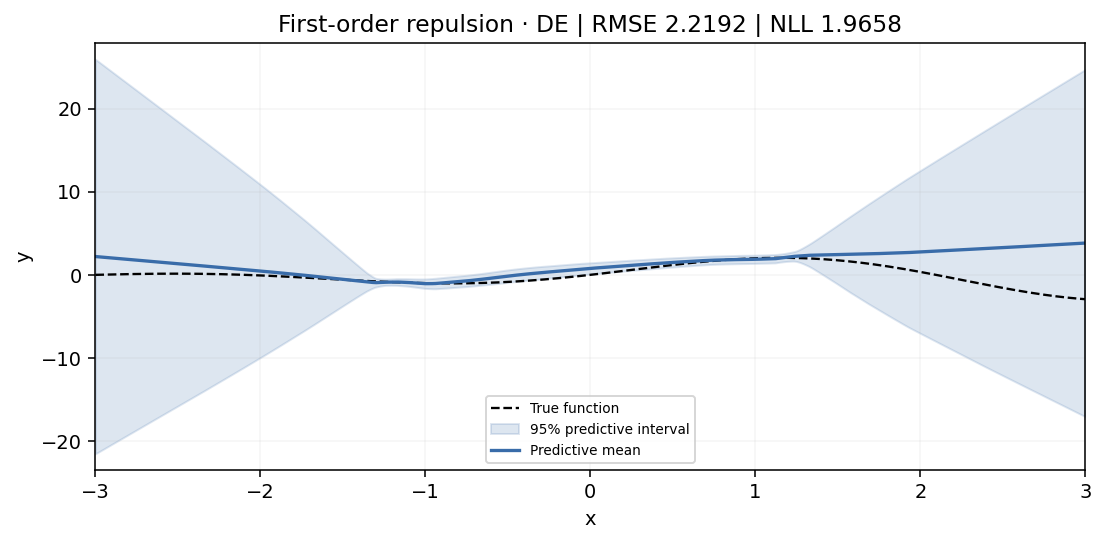 First-order repulsion · DE | RMSE 2.2192 | NLL 1.9658
y
20
10
0
−10
−20
True function
95% predictive interval
Predictive mean
−3
−2
−1
0
1
2
3
x